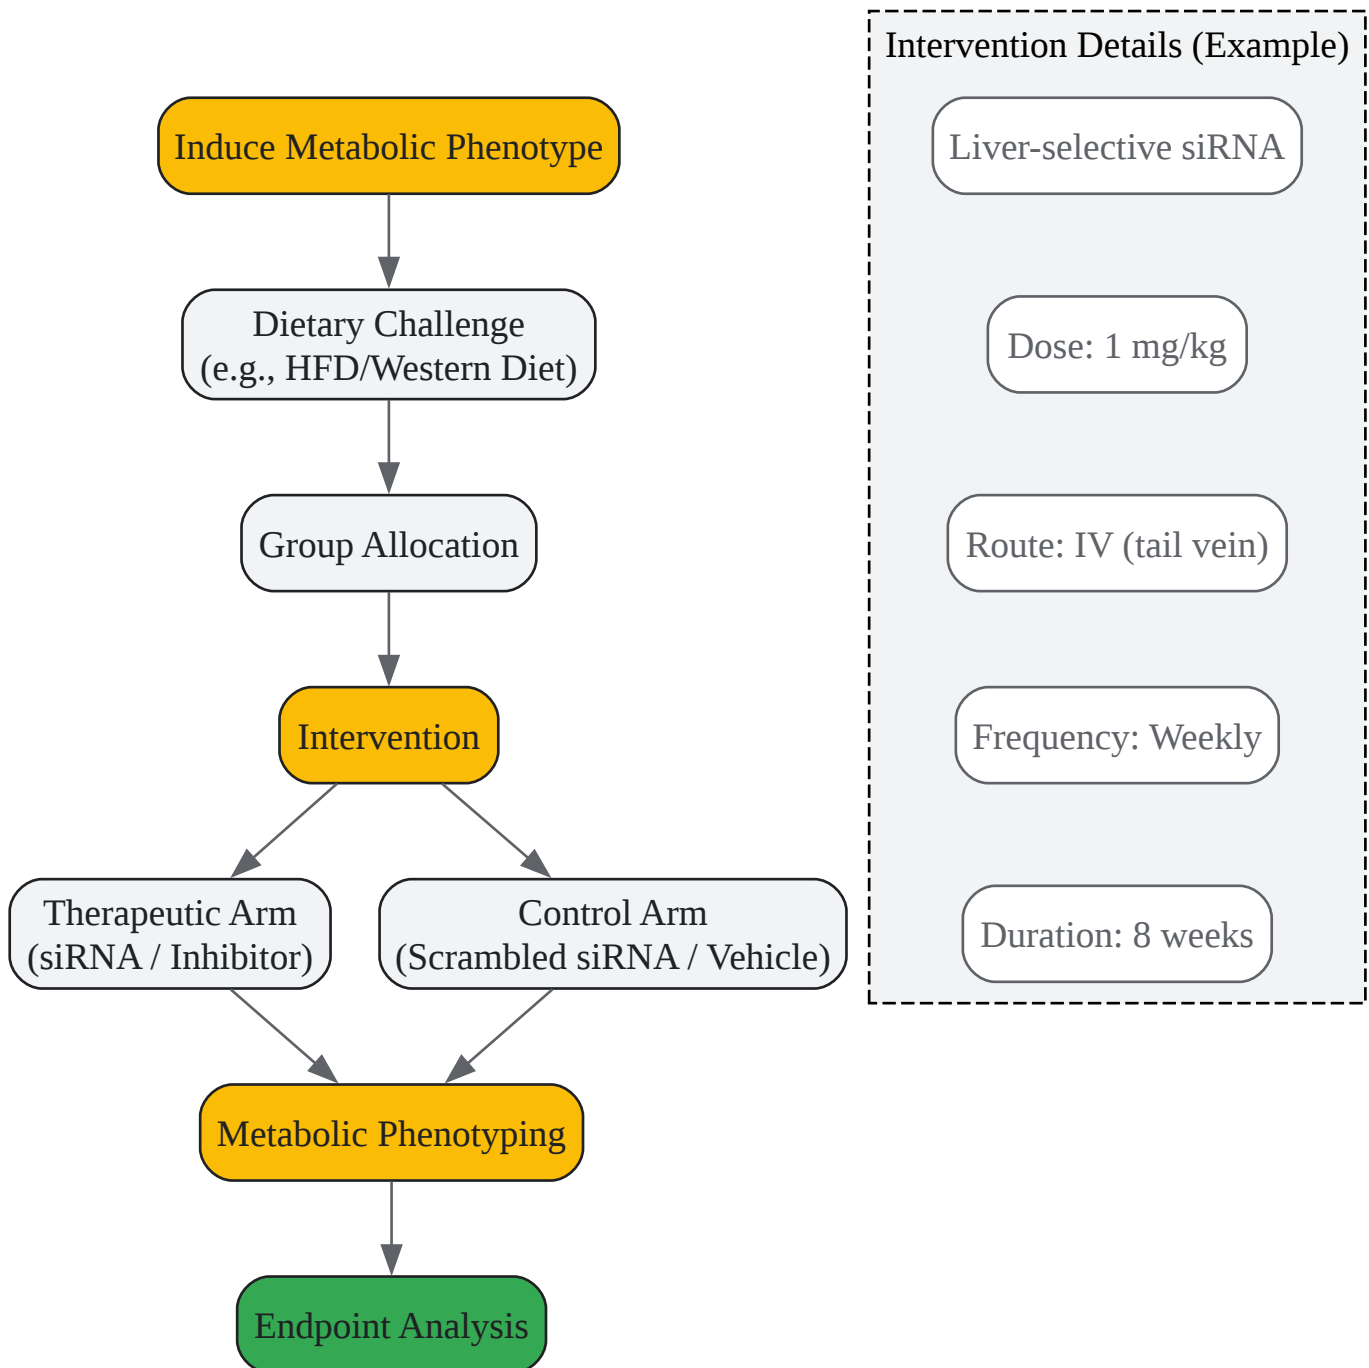 Induce Metabolic Phenotype
Dietary Challenge
(e.g., HFD/Western Diet)
Group Allocation
Intervention
Therapeutic Arm
(siRNA / Inhibitor)
Control Arm
(Scrambled siRNA / Vehicle)
Metabolic Phenotyping
Endpoint Analysis
Intervention Details (Example)
Liver-selective siRNA
Dose: 1 mg/kg
Route: IV (tail vein)
Frequency: Weekly
Duration: 8 weeks